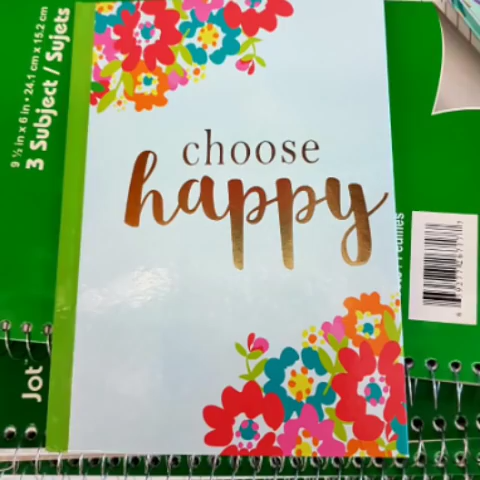 choose
happy
9 ½ in x 6 in • 24.1 cm x 15.2 cm
3 Subject / Sujets
Jot